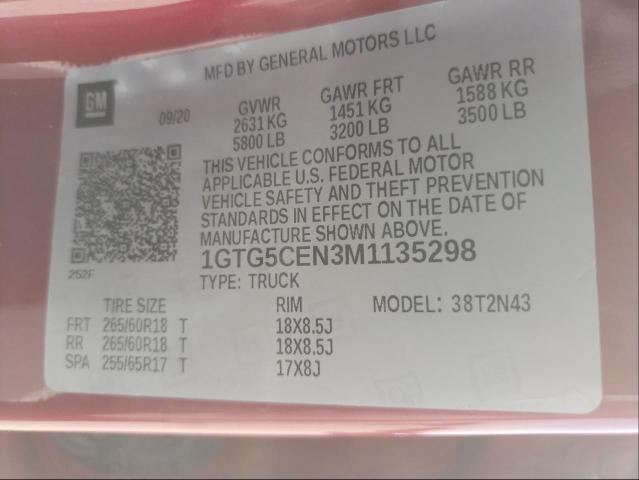 MFD BY GENERAL MOTORS LLC
GM
09/20
GVWR GAWR FRT GAWR RR
2631 KG 1451 KG 1588 KG
5800 LB 3200 LB 3500 LB
THIS VEHICLE CONFORMS TO ALL
APPLICABLE U.S. FEDERAL MOTOR
VEHICLE SAFETY AND THEFT PREVENTION
STANDARDS IN EFFECT ON THE DATE OF
MANUFACTURE SHOWN ABOVE.
252F
1GTG5CEN3M1135298
TYPE: TRUCK
TIRE SIZE RIM MODEL: 38T2N43
FRT 265/60R18 T 18X8.5J
RR 265/60R18 T 18X8.5J
SPA 255/65R17 T 17X8J